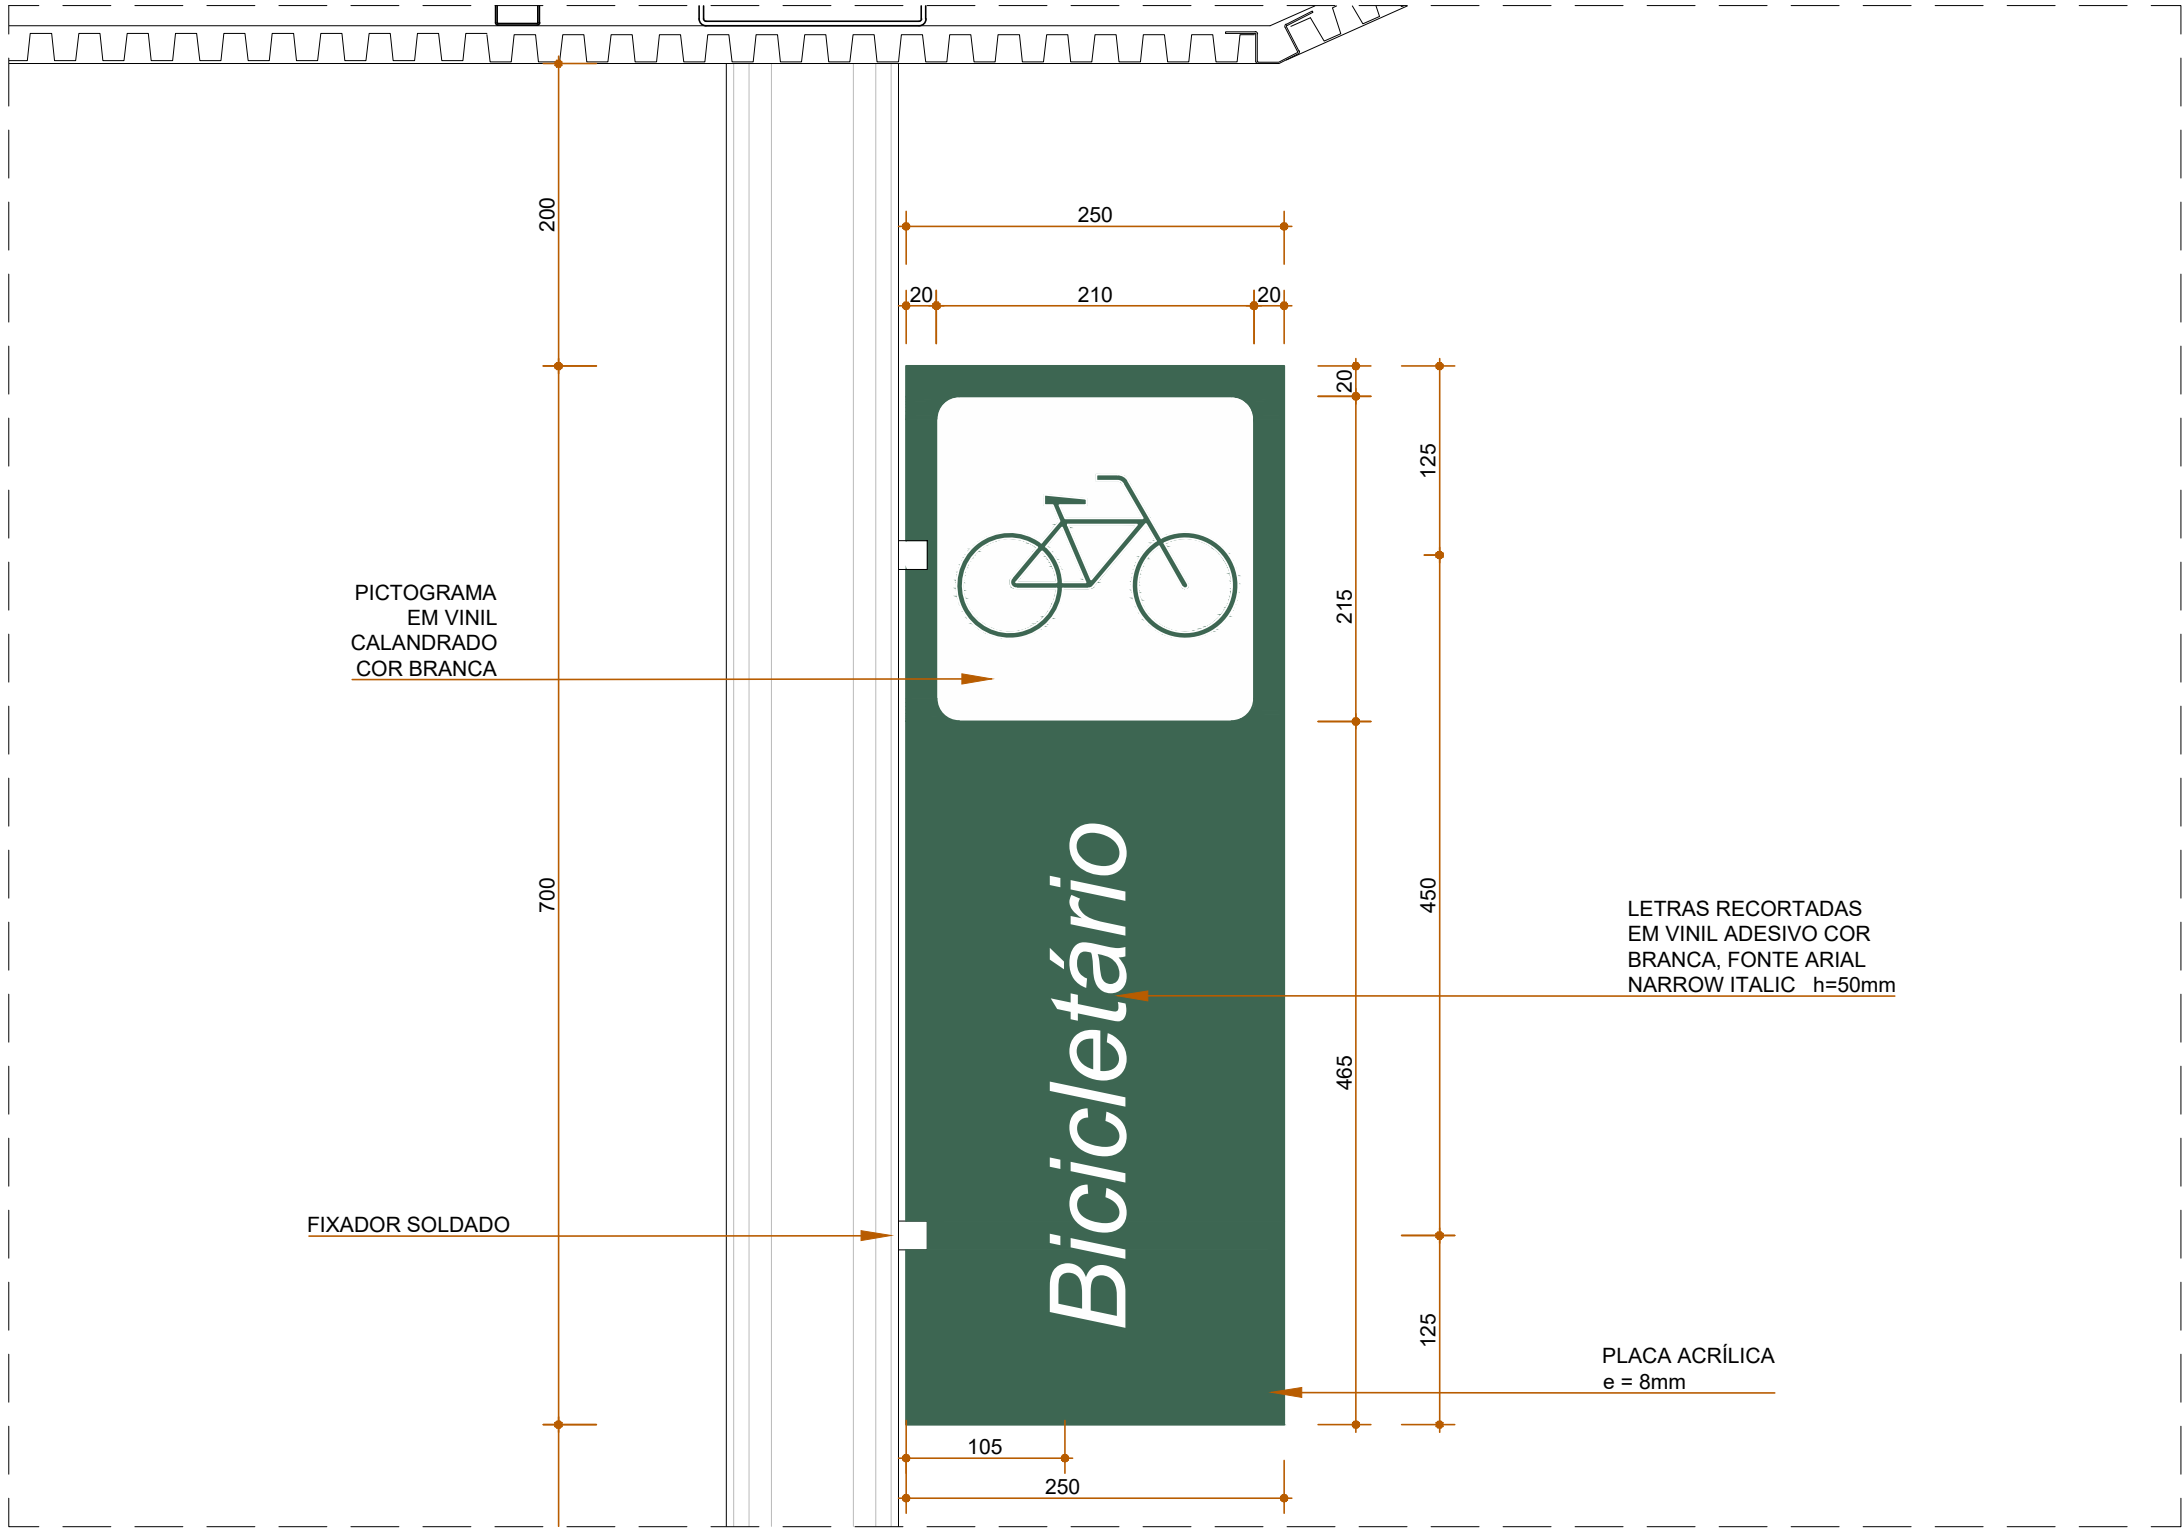 200
250
20
210
20
20
125
PICTOGRAMA
EM VINIL
CALANDRADO
COR BRANCA
215
700
450
LETRAS RECORTADAS
EM VINIL ADESIVO COR
BRANCA, FONTE ARIAL
NARROW ITALIC h=50mm
Bicicletário
465
FIXADOR SOLDADO
125
PLACA ACRÍLICA
e = 8mm
105
250